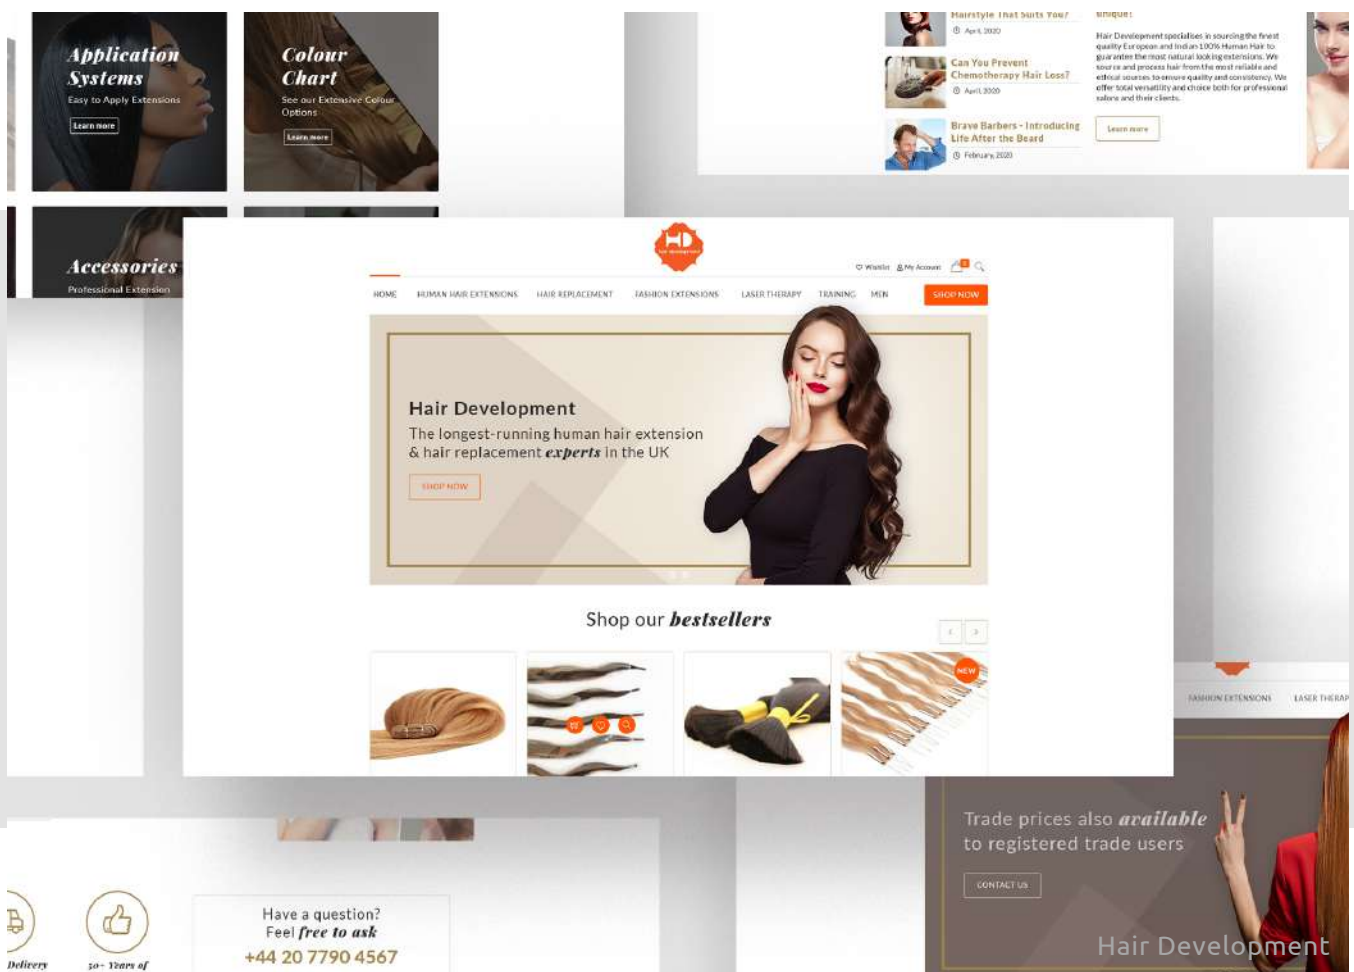 Application
Systems
Easy to Apply Extensions
Learn more
Colour
Chart
See our Extensive Colour
Options
Learn more
Accessories
Professional Extension
Hairstyle That Suits You?
April, 2020
Can You Prevent
Chemotherapy Hair Loss?
April, 2020
Brave Barbers - Introducing
Life After the Beard
February, 2020
unique?
Hair Development specialises in sourcing the finest
quality European and Indian 100% Human Hair to
guarantee the most natural looking extensions. We
source and process hair from the most reliable and
ethical sources to ensure quality and consistency. We
offer total versatility and choice both for professional
salons and their clients.
Learn more
HD
Wishlist My Account
HOME HUMAN HAIR EXTENSIONS HAIR REPLACEMENT FASHION EXTENSIONS LASER THERAPY TRAINING MEN SHOP NOW
Hair Development
The longest-running human hair extension
& hair replacement experts in the UK
SHOP NOW
Shop our bestsellers
NEW
FASHION EXTENSIONS LASER THERAP
Trade prices also available
to registered trade users
CONTACT US
Delivery
50+ Years of
Have a question?
Feel free to ask
+44 20 7790 4567
Hair Development